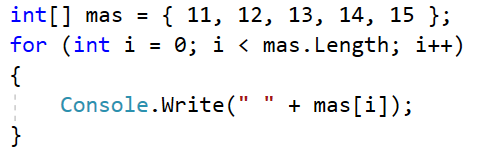 int[] mas = { 11, 12, 13, 14, 15 };
for (int i = 0; i < mas.Length; i++)
{
    Console.Write(" " + mas[i]);
}